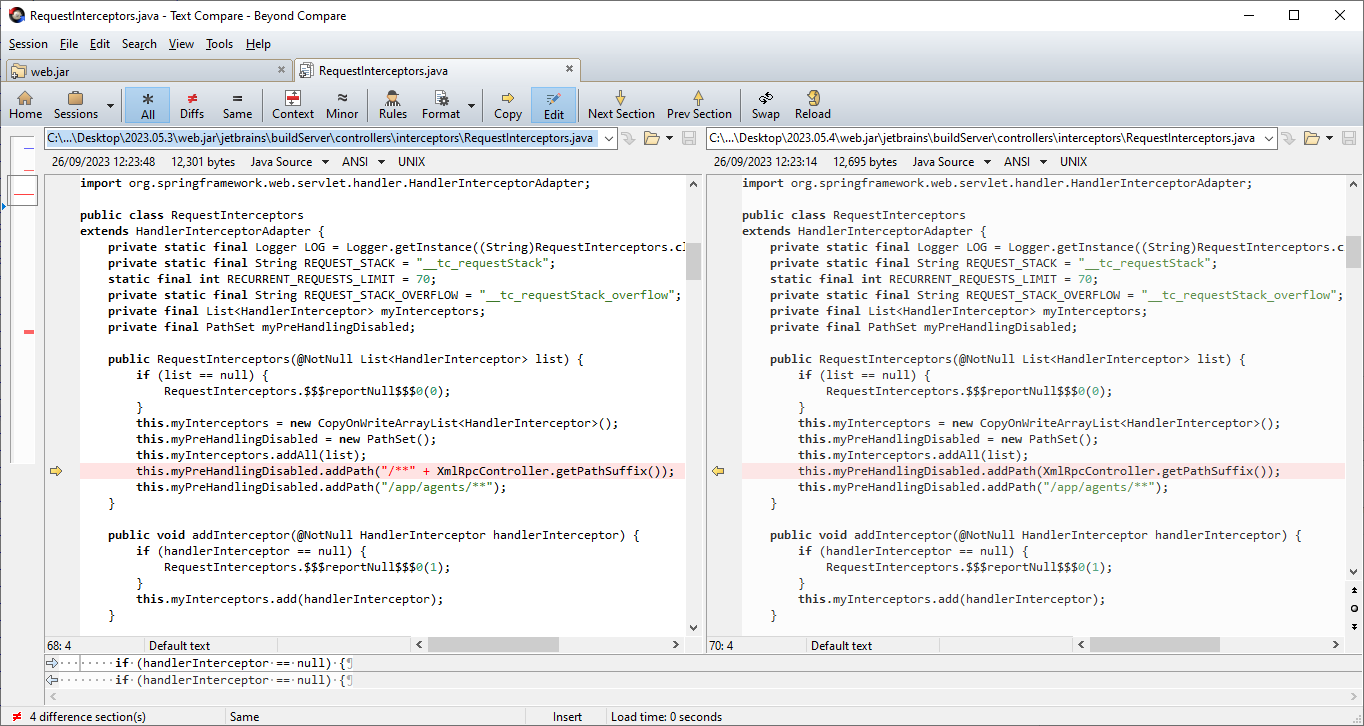 RequestInterceptors.java - Text Compare - Beyond Compare
Session File Edit Search View Tools Help
web.jar
RequestInterceptors.java
Home Sessions All Diffs Same Context Minor Rules Format Copy Edit Next Section Prev Section Swap Reload
C:\...\Desktop\2023.05.3\web.jar\jetbrains\buildServer\controllers\interceptors\RequestInterceptors.java
26/09/2023 12:23:48 12,301 bytes Java Source ANSI UNIX
import org.springframework.web.servlet.handler.HandlerInterceptorAdapter;
public class RequestInterceptors
extends HandlerInterceptorAdapter {
private static final Logger LOG = Logger.getInstance((String)RequestInterceptors.cl
private static final String REQUEST_STACK = "__tc_requestStack";
static final int RECURRENT_REQUESTS_LIMIT = 70;
private static final String REQUEST_STACK_OVERFLOW = "__tc_requestStack_overflow";
private final List<HandlerInterceptor> myInterceptors;
private final PathSet myPreHandlingDisabled;
public RequestInterceptors(@NotNull List<HandlerInterceptor> list) {
if (list == null) {
RequestInterceptors.$$$reportNull$$$0(0);
}
this.myInterceptors = new CopyOnWriteArrayList<HandlerInterceptor>();
this.myPreHandlingDisabled = new PathSet();
this.myInterceptors.addAll(list);
this.myPreHandlingDisabled.addPath("/**" + XmlRpcController.getPathSuffix());
this.myPreHandlingDisabled.addPath("/app/agents/**");
}
public void addInterceptor(@NotNull HandlerInterceptor handlerInterceptor) {
if (handlerInterceptor == null) {
RequestInterceptors.$$$reportNull$$$0(1);
}
this.myInterceptors.add(handlerInterceptor);
}
68: 4 Default text
C:\...\Desktop\2023.05.4\web.jar\jetbrains\buildServer\controllers\interceptors\RequestInterceptors.java
26/09/2023 12:23:14 12,695 bytes Java Source ANSI UNIX
import org.springframework.web.servlet.handler.HandlerInterceptorAdapter;
public class RequestInterceptors
extends HandlerInterceptorAdapter {
private static final Logger LOG = Logger.getInstance((String)RequestInterceptors.c
private static final String REQUEST_STACK = "__tc_requestStack";
static final int RECURRENT_REQUESTS_LIMIT = 70;
private static final String REQUEST_STACK_OVERFLOW = "__tc_requestStack_overflow";
private final List<HandlerInterceptor> myInterceptors;
private final PathSet myPreHandlingDisabled;
public RequestInterceptors(@NotNull List<HandlerInterceptor> list) {
if (list == null) {
RequestInterceptors.$$$reportNull$$$0(0);
}
this.myInterceptors = new CopyOnWriteArrayList<HandlerInterceptor>();
this.myPreHandlingDisabled = new PathSet();
this.myInterceptors.addAll(list);
this.myPreHandlingDisabled.addPath(XmlRpcController.getPathSuffix());
this.myPreHandlingDisabled.addPath("/app/agents/**");
}
public void addInterceptor(@NotNull HandlerInterceptor handlerInterceptor) {
if (handlerInterceptor == null) {
RequestInterceptors.$$$reportNull$$$0(1);
}
this.myInterceptors.add(handlerInterceptor);
}
70: 4 Default text
········if·(handlerInterceptor·==·null)·{¶
········if·(handlerInterceptor·==·null)·{¶
4 difference section(s) Same Insert Load time: 0 seconds